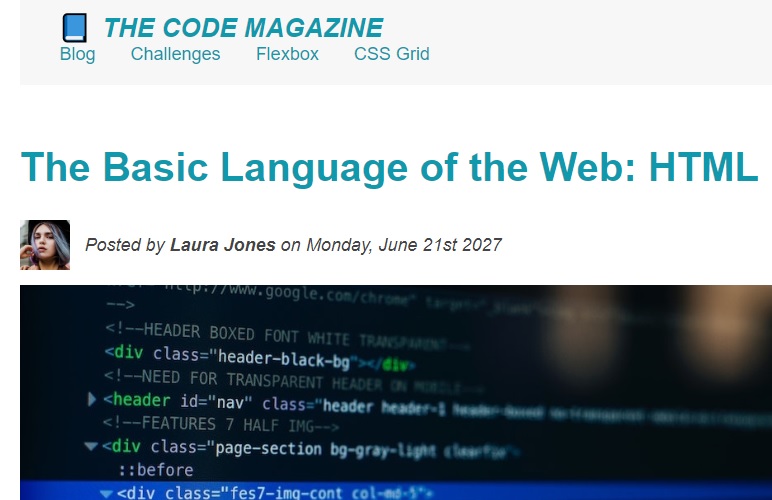 THE CODE MAGAZINE
Blog Challenges Flexbox CSS Grid
The Basic Language of the Web: HTML
Posted by Laura Jones on Monday, June 21st 2027
http://www.google.com/chrome"
-->
<!--HEADER BOXED FONT WHITE TRANSPARENT-->
<div class="header-black-bg"></div>
<!--NEED FOR TRANSPARENT HEADER ON MOBILE-->
<header id="nav" class="header header-1
<!--FEATURES 7 HALF IMG-->
<div class="page-section bg-gray-light clearfix">
::before
<div class="fes7-img-cont col-md-5">